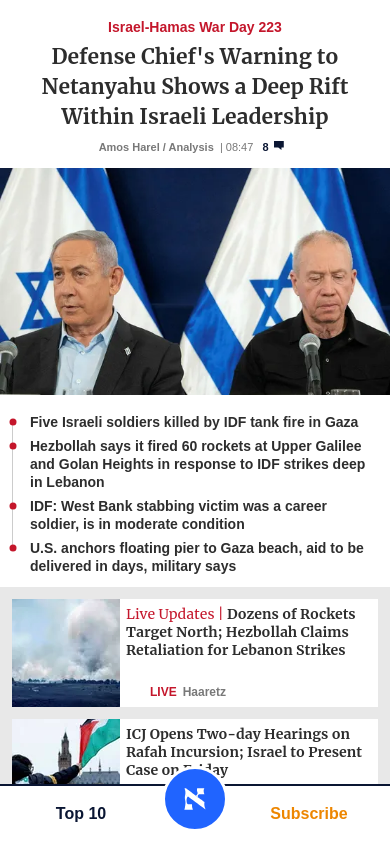 Israel-Hamas War Day 223
Defense Chief's Warning to
Netanyahu Shows a Deep Rift
Within Israeli Leadership
Amos Harel / Analysis | 08:47 8
Five Israeli soldiers killed by IDF tank fire in Gaza
Hezbollah says it fired 60 rockets at Upper Galilee
and Golan Heights in response to IDF strikes deep
in Lebanon
IDF: West Bank stabbing victim was a career
soldier, is in moderate condition
U.S. anchors floating pier to Gaza beach, aid to be
delivered in days, military says
Live Updates | Dozens of Rockets
Target North; Hezbollah Claims
Retaliation for Lebanon Strikes
LIVE Haaretz
ICJ Opens Two-day Hearings on
Rafah Incursion; Israel to Present
Case on Friday
Top 10
Subscribe